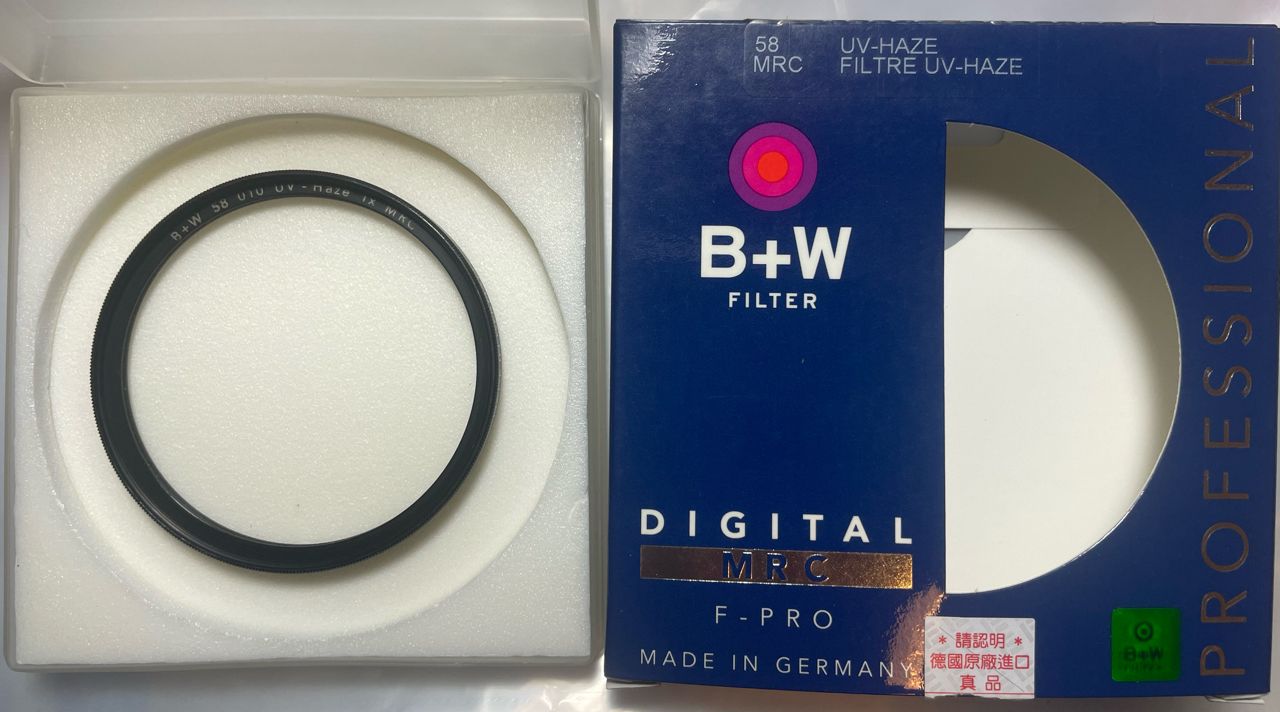 B+W 58 010 UV-Haze 1x MRC
58 UV-HAZE
MRC FILTRE UV-HAZE
B+W
FILTER
DIGITAL
MRC
F-PRO
MADE IN GERMANY
PROFESSIONAL
* 請認明 *
德國原廠進口
真品
B+W
FILTER